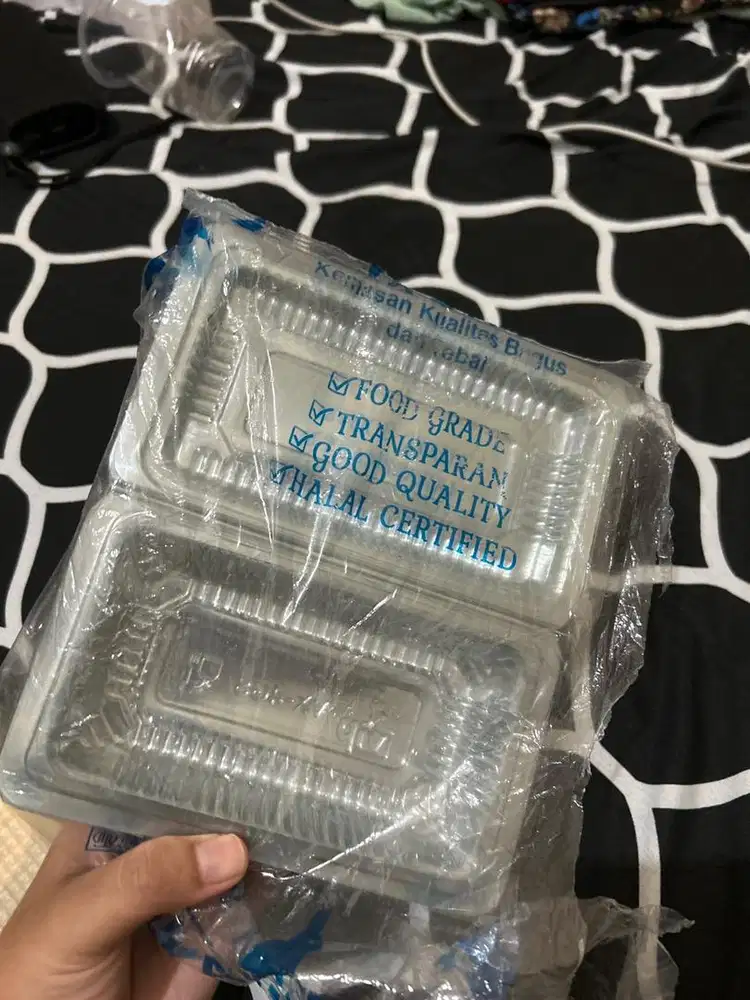 Kemasan Kualitas Bagus
dan Tebal
FOOD GRADE
TRANSPARAN
GOOD QUALITY
HALAL CERTIFIED